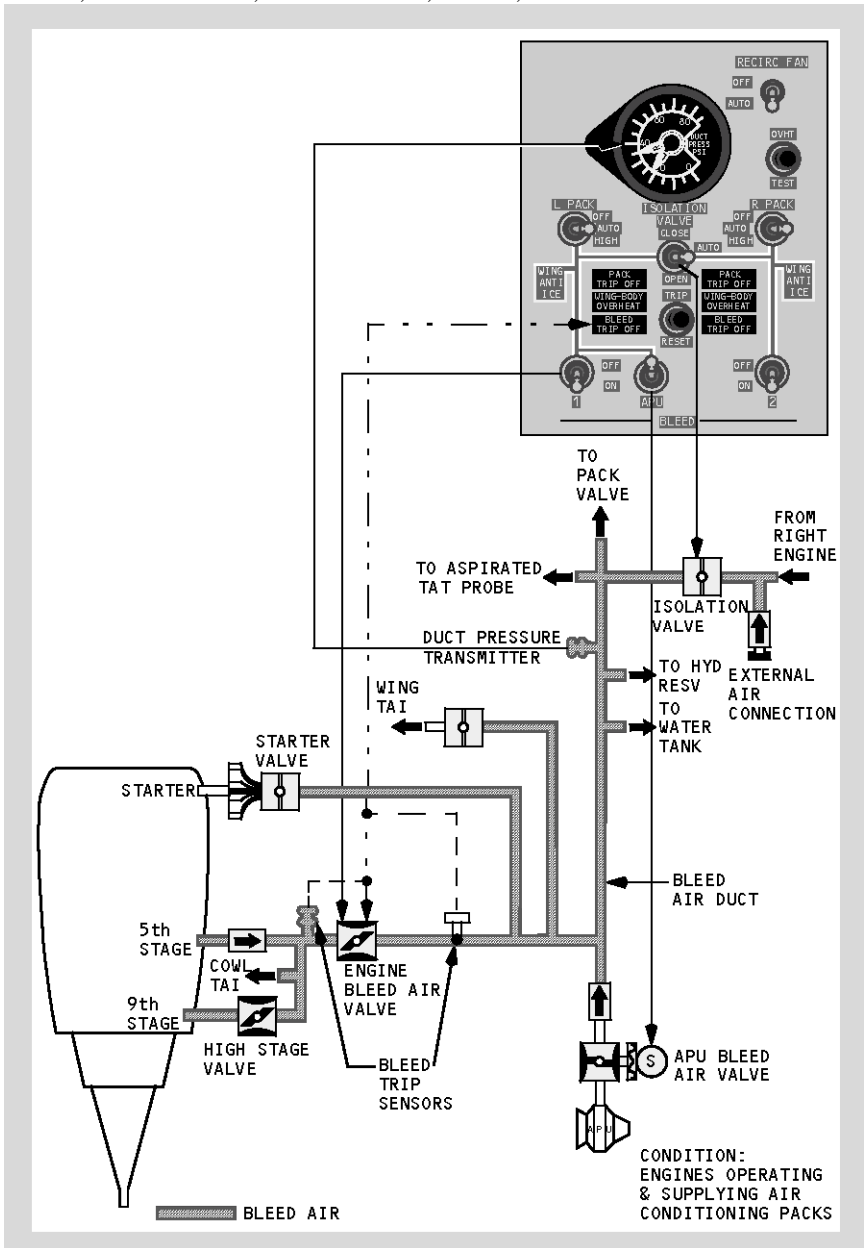 RECIRC FAN
OFF
AUTO
OVHT
TEST
80
60
40
0
DUCT
PRESS
PSI
L PACK
OFF
AUTO
HIGH
ISOLATION
VALVE
CLOSE
AUTO
OPEN
R PACK
OFF
AUTO
HIGH
WING
ANTI
ICE
PACK
TRIP OFF
WING-BODY
OVERHEAT
BLEED
TRIP OFF
TRIP
RESET
PACK
TRIP OFF
WING-BODY
OVERHEAT
BLEED
TRIP OFF
WING
ANTI
ICE
OFF
ON
1
APU
OFF
ON
2
BLEED
TO
PACK
VALVE
FROM
RIGHT
ENGINE
TO ASPIRATED
TAT PROBE
ISOLATION
VALVE
DUCT PRESSURE
TRANSMITTER
TO HYD
RESV
EXTERNAL
AIR
CONNECTION
WING
TAI
TO
WATER
TANK
STARTER
VALVE
STARTER
BLEED
AIR DUCT
5th
STAGE
COWL
TAI
ENGINE
BLEED AIR
VALVE
9th
STAGE
HIGH STAGE
VALVE
BLEED
TRIP
SENSORS
S
APU BLEED
AIR VALVE
APU
CONDITION:
ENGINES OPERATING
& SUPPLYING AIR
CONDITIONING PACKS
BLEED AIR